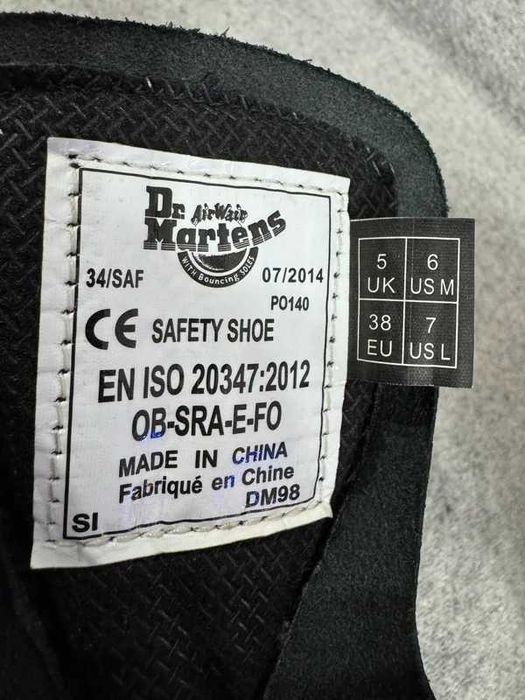 Dr. AirWair
Martens
WITH Bouncing SOLES
34/SAF
07/2014
PO140
CE SAFETY SHOE
EN ISO 20347:2012
OB-SRA-E-FO
MADE IN CHINA
Fabriqué en Chine
DM98
SI
5 6
UK US M
38 7
EU US L